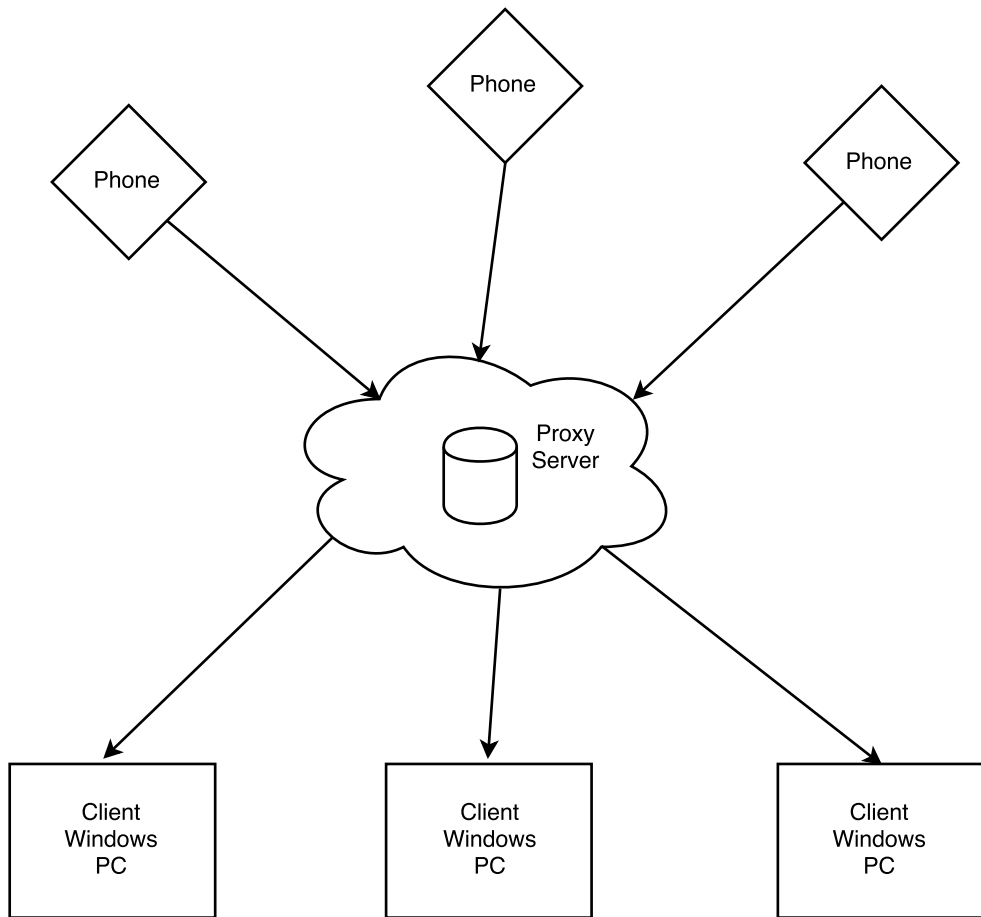 Phone
Phone
Phone
Proxy
Server
Client
Windows
PC
Client
Windows
PC
Client
Windows
PC